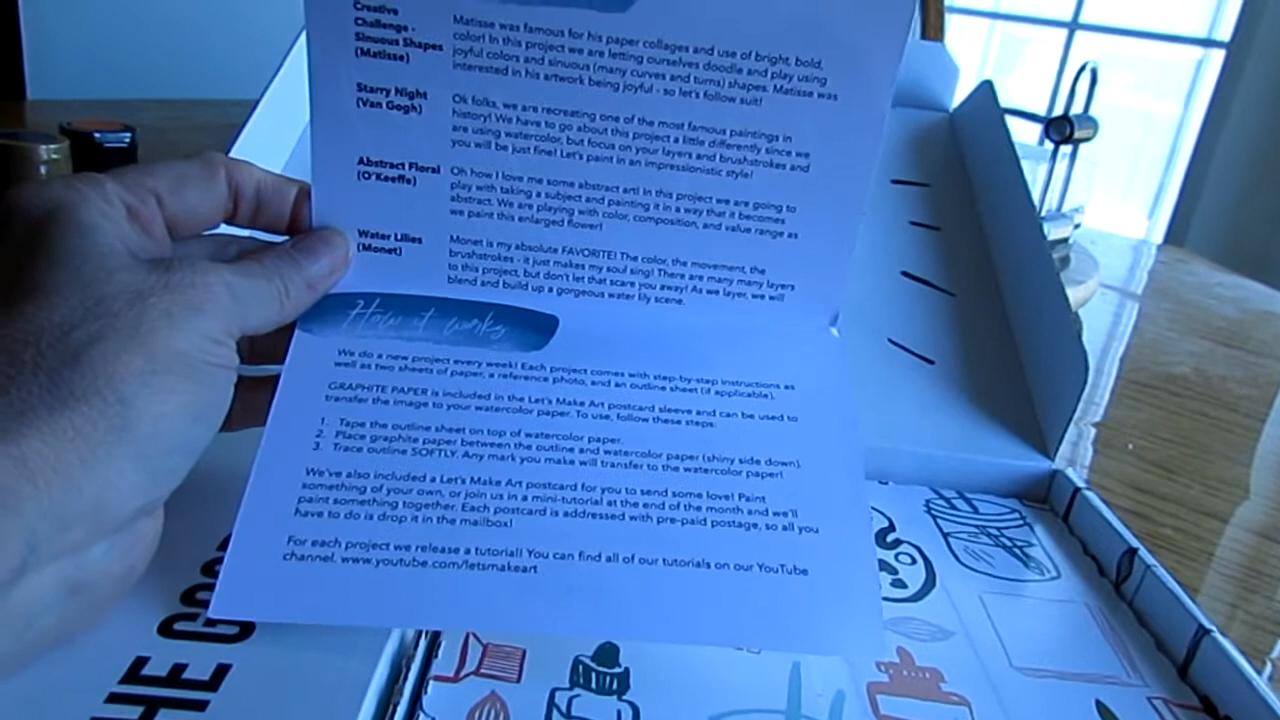 Creative
Challenge -
Sinuous Shapes
(Matisse)
Matisse was famous for his paper collages and use of bright, bold,
color! In this project we are letting ourselves doodle and play using
joyful colors and sinuous (many curves and turns) shapes. Matisse was
interested in his artwork being joyful - so let's follow suit!
Starry Night
(Van Gogh)
Ok folks, we are recreating one of the most famous paintings in
history! We have to go about this project a little differently since we
are using watercolor, but focus on your layers and brushstrokes and
you will be just fine! Let's paint in an impressionistic style!
Abstract Floral
(O'Keeffe)
Oh how I love me some abstract art! In this project we are going to
play with taking a subject and painting it in a way that it becomes
abstract. We are playing with color, composition, and value range as
we paint this enlarged flower!
Water Lilies
(Monet)
Monet is my absolute FAVORITE! The color, the movement, the
brushstrokes - it just makes my soul sing! There are many many layers
to this project, but don't let that scare you away! As we layer, we will
blend and build up a gorgeous water lily scene.
How it works
We do a new project every week! Each project comes with step-by-step instructions as
well as two sheets of paper, a reference photo, and an outline sheet (if applicable).
GRAPHITE PAPER is included in the Let's Make Art postcard sleeve and can be used to
transfer the image to your watercolor paper. To use, follow these steps:
1. Tape the outline sheet on top of watercolor paper.
2. Place graphite paper between the outline and watercolor paper (shiny side down).
3. Trace outline SOFTLY. Any mark you make will transfer to the watercolor paper!
We've also included a Let's Make Art postcard for you to send some love! Paint
something of your own, or join us in a mini-tutorial at the end of the month and we'll
paint something together. Each postcard is addressed with pre-paid postage, so all you
have to do is drop it in the mailbox!
For each project we release a tutorial! You can find all of our tutorials on our YouTube
channel. www.youtube.com/letsmakeart
THE GOO